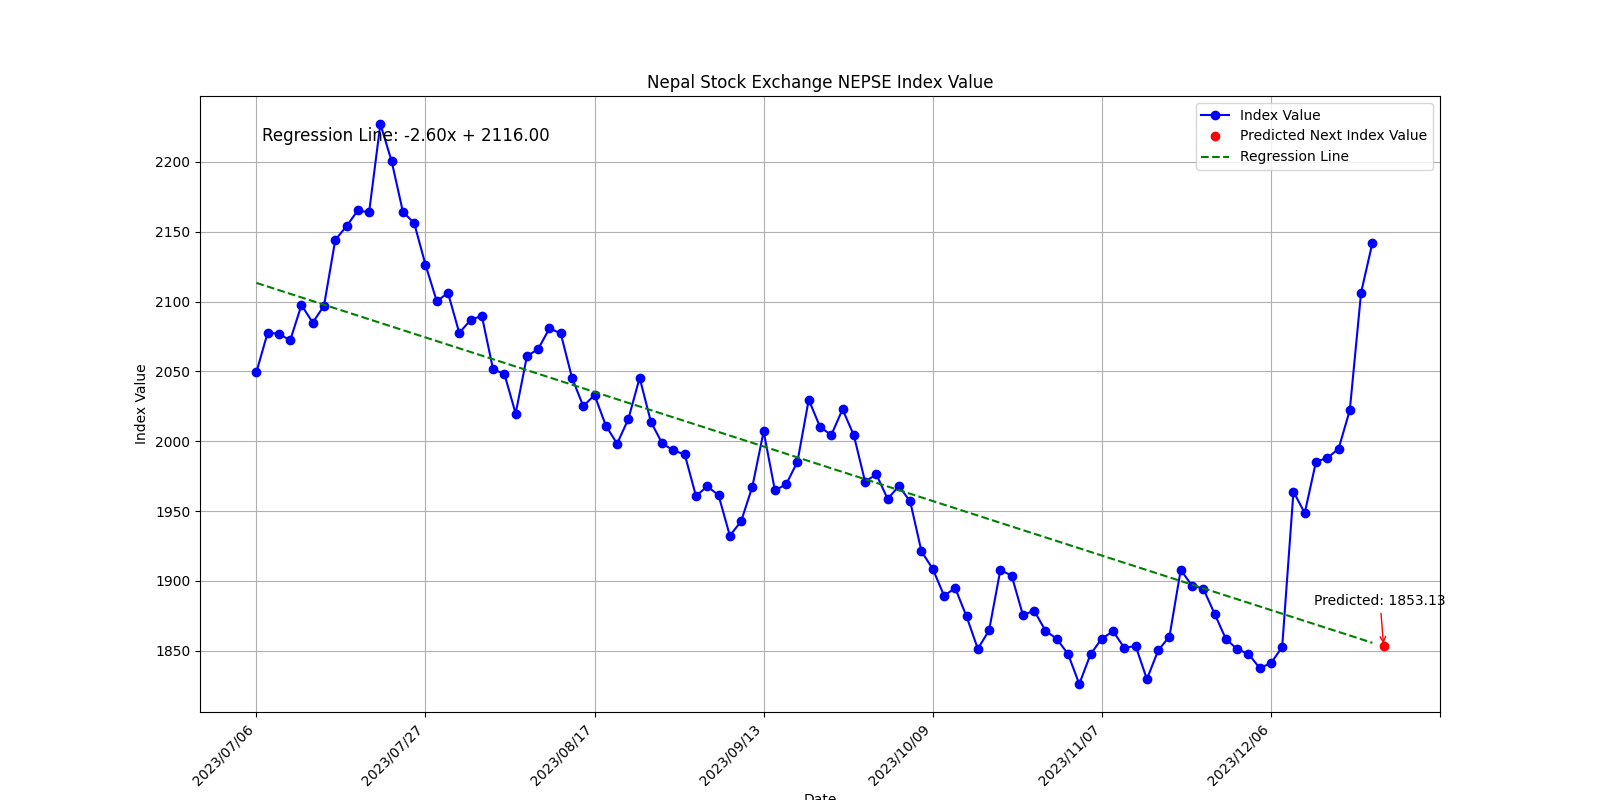 Nepal Stock Exchange NEPSE Index Value
Regression Line: -2.60x + 2116.00
Index Value
Predicted Next Index Value
Regression Line
2200
2150
2100
2050
2000
1950
1900
1850
Index Value
Predicted: 1853.13
2023/07/06
2023/07/27
2023/08/17
2023/09/13
2023/10/09
2023/11/07
2023/12/06
Date